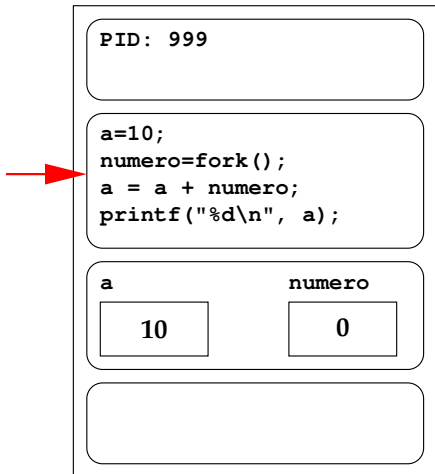 PID: 999
a=10;
numero=fork();
a = a + numero;
printf("%d\n", a);
a numero
10 0